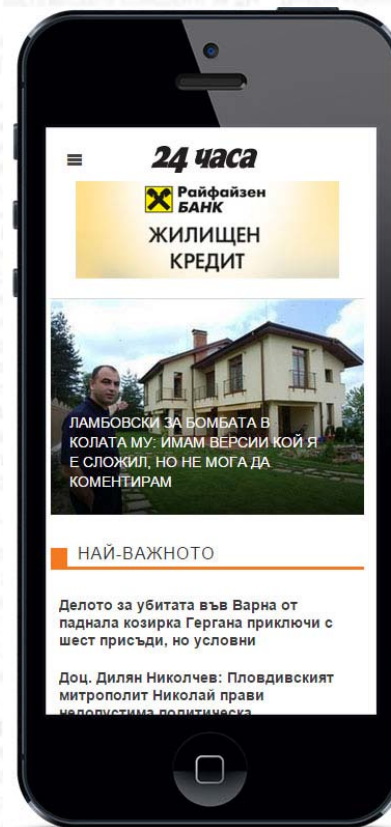 24 часа
Райфайзен
БАНК
ЖИЛИЩЕН
КРЕДИТ
ЛАМБОВСКИ ЗА БОМБАТА В
КОЛАТА МУ: ИМАМ ВЕРСИИ КОЙ Я
Е СЛОЖИЛ, НО НЕ МОГА ДА
КОМЕНТИРАМ
НАЙ-ВАЖНОТО
Делото за убитата във Варна от
паднала козирка Гергана приключи с
шест присъди, но условни
Доц. Дилян Николчев: Пловдивският
митрополит Николай прави
недопустима политическа